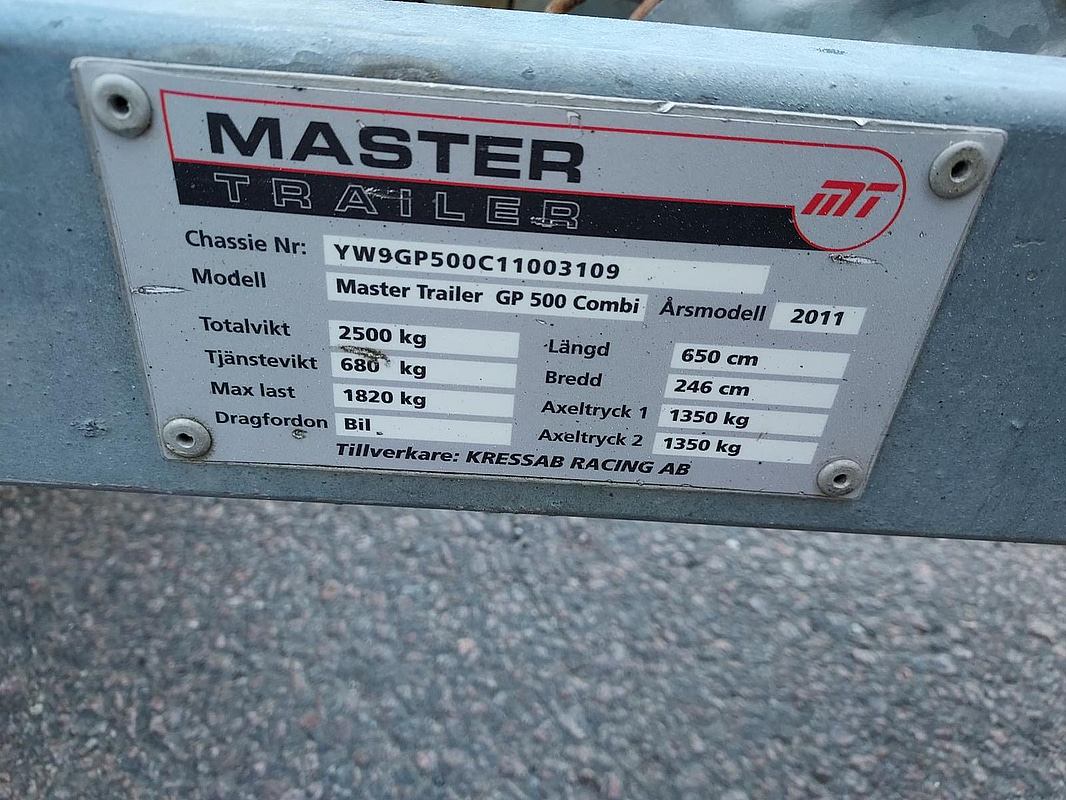 MASTER
TRAILER
MT
Chassie Nr: YW9GP500C11003109
Modell Master Trailer GP 500 Combi Årsmodell 2011
Totalvikt 2500 kg Längd 650 cm
Tjänstevikt 680 kg Bredd 246 cm
Max last 1820 kg Axeltryck 1 1350 kg
Dragfordon Bil Axeltryck 2 1350 kg
Tillverkare: KRESSAB RACING AB